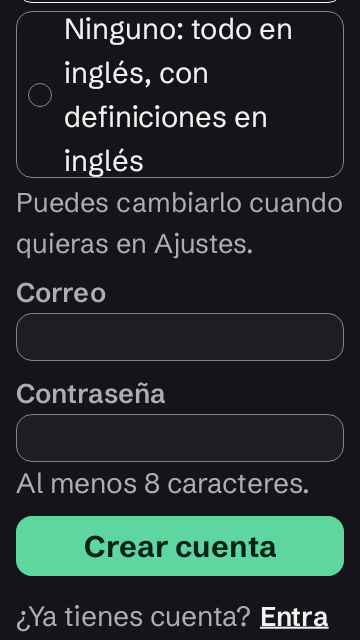 Ninguno: todo en
inglés, con
definiciones en
inglés
Puedes cambiarlo cuando
quieras en Ajustes.
Correo
Contraseña
Al menos 8 caracteres.
Crear cuenta
¿Ya tienes cuenta? Entra